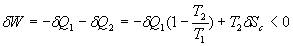 δW = −δQ₁ − δQ₂ = −δQ₁(1 − T₂/T₁) + T₂δS_c < 0